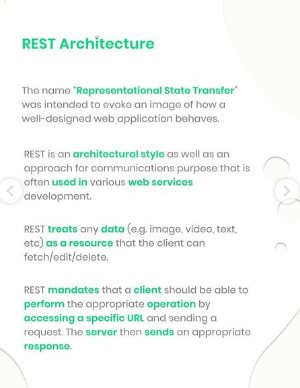 REST Architecture
The name "Representational State Transfer"
was intended to evoke an image of how a
well-designed web application behaves.
REST is an architectural style as well as an
approach for communications purpose that is
often used in various web services
development.
REST treats any data (e.g. image, video, text,
etc) as a resource that the client can
fetch/edit/delete.
REST mandates that a client should be able to
perform the appropriate operation by
accessing a specific URL and sending a
request. The server then sends an appropriate
response.